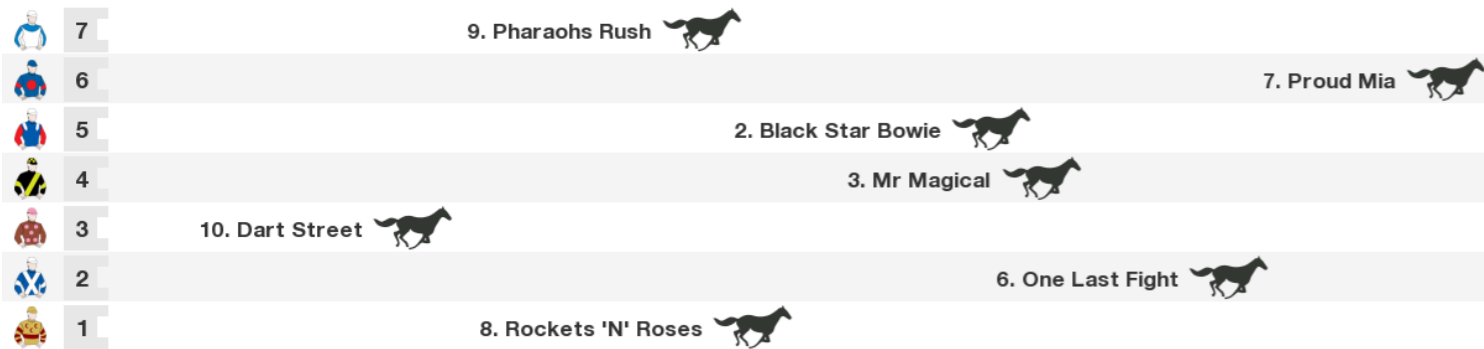 7 9. Pharaohs Rush
6 7. Proud Mia
5 2. Black Star Bowie
4 3. Mr Magical
3 10. Dart Street
2 6. One Last Fight
1 8. Rockets 'N' Roses